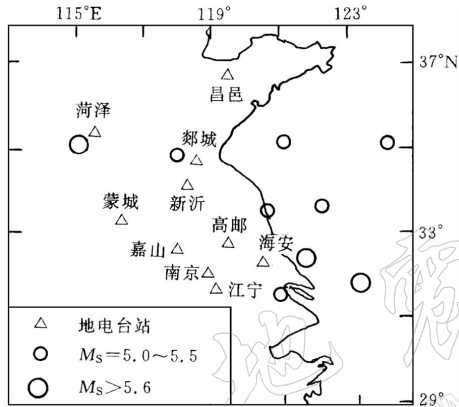 115°E 119° 123°
37°N
昌邑
菏泽
郯城
新沂
蒙城
高邮
33°
海安
嘉山
南京
江宁
地电台站
Ms=5.0～5.5
Ms>5.6
29°
地震